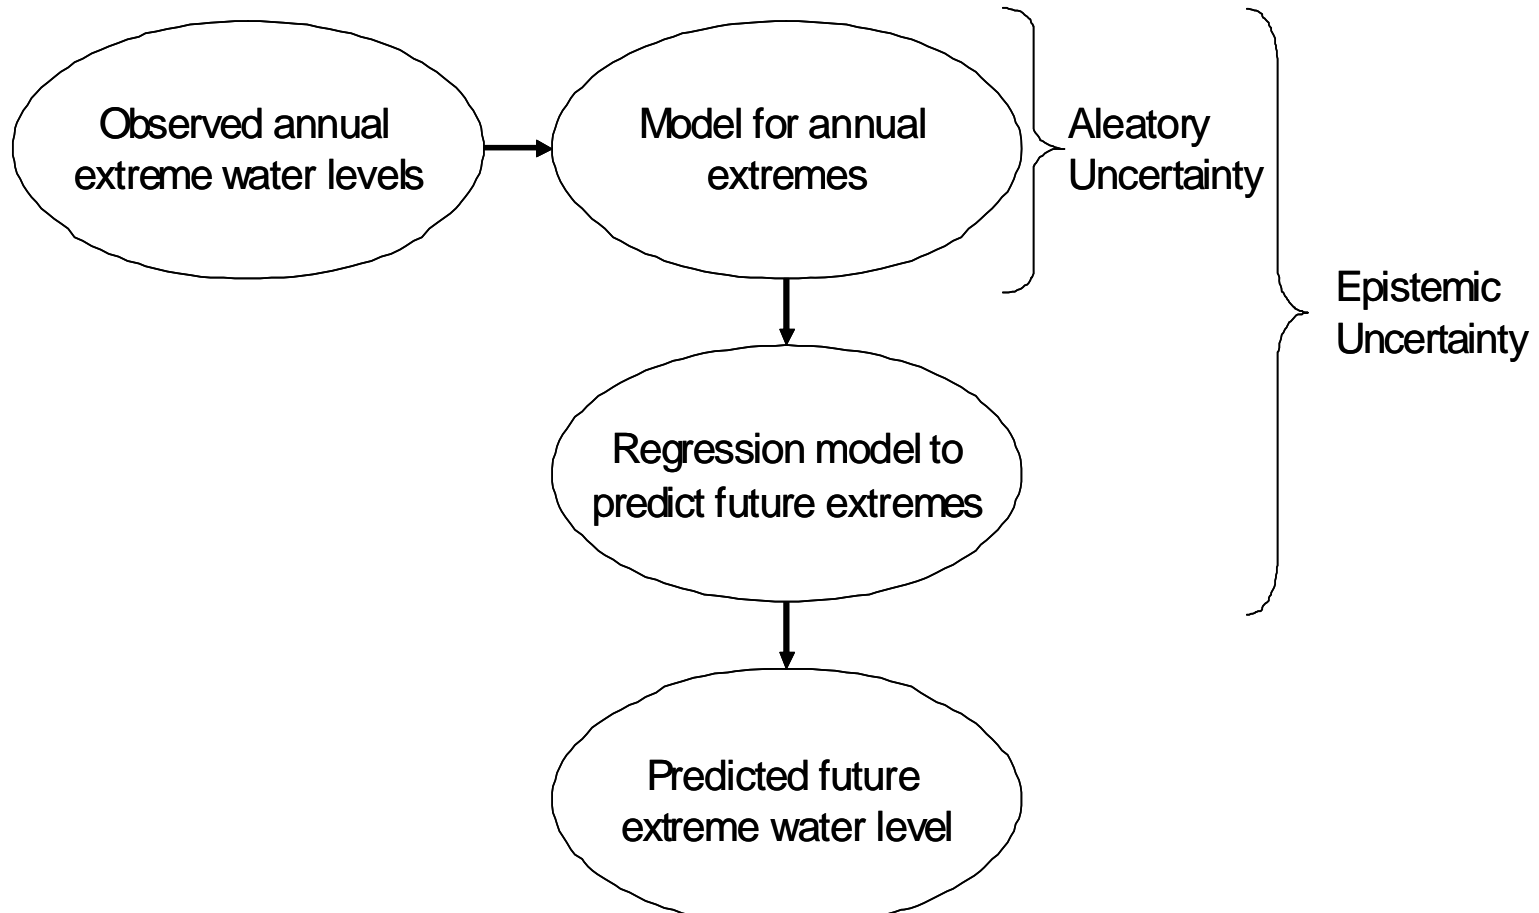 Observed annual
extreme water levels
Model for annual
extremes
Aleatory
Uncertainty
Epistemic
Uncertainty
Regression model to
predict future extremes
Predicted future
extreme water level